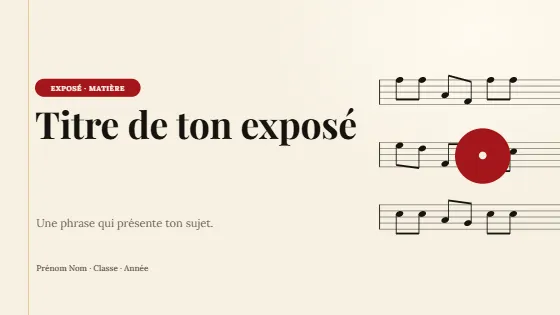 EXPOSÉ · MATIÈRE
Titre de ton exposé
Une phrase qui présente ton sujet.
Prénom Nom · Classe · Année